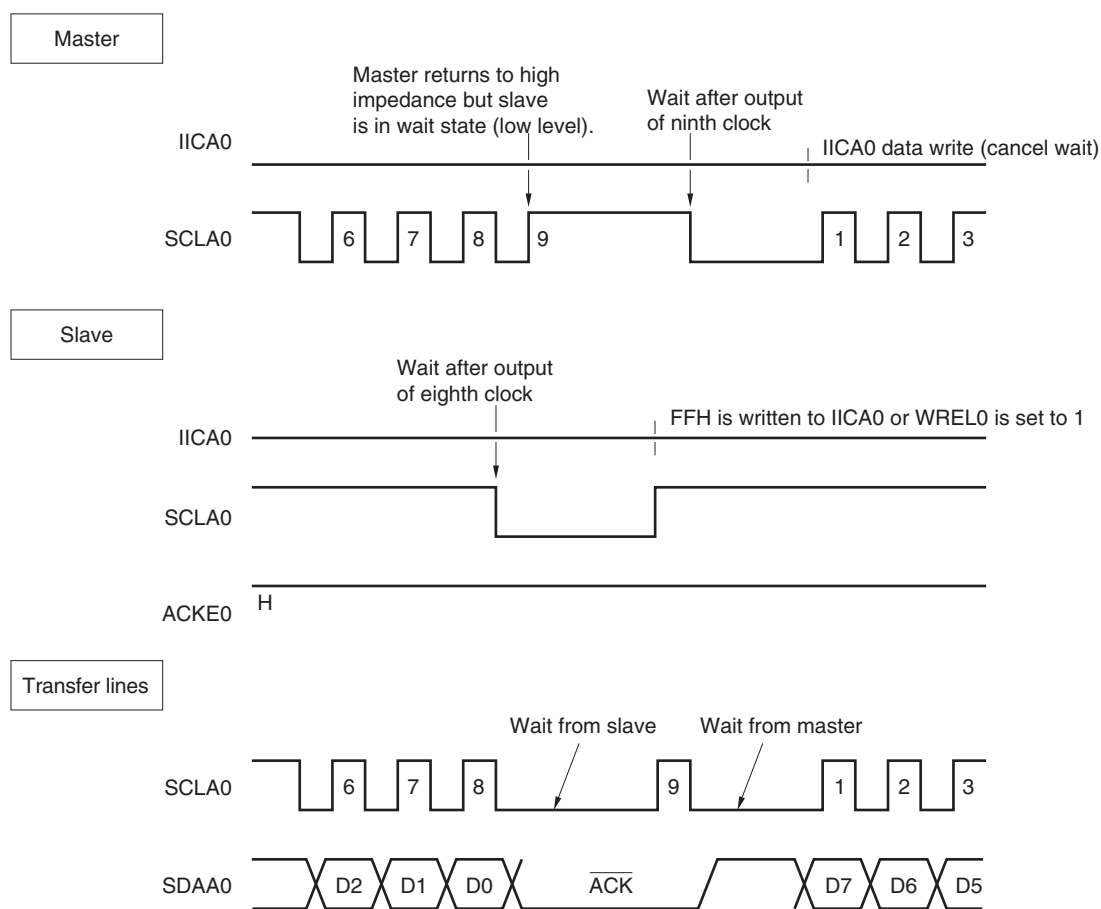 Master
Master returns to high
impedance but slave
is in wait state (low level).
Wait after output
of ninth clock
IICA0
IICA0 data write (cancel wait)
SCLA0
6 7 8 9 1 2 3
Slave
Wait after output
of eighth clock
FFH is written to IICA0 or WREL0 is set to 1
IICA0
SCLA0
H
ACKE0
Transfer lines
Wait from slave
Wait from master
SCLA0
6 7 8 9 1 2 3
SDAA0
D2 D1 D0 ACK D7 D6 D5